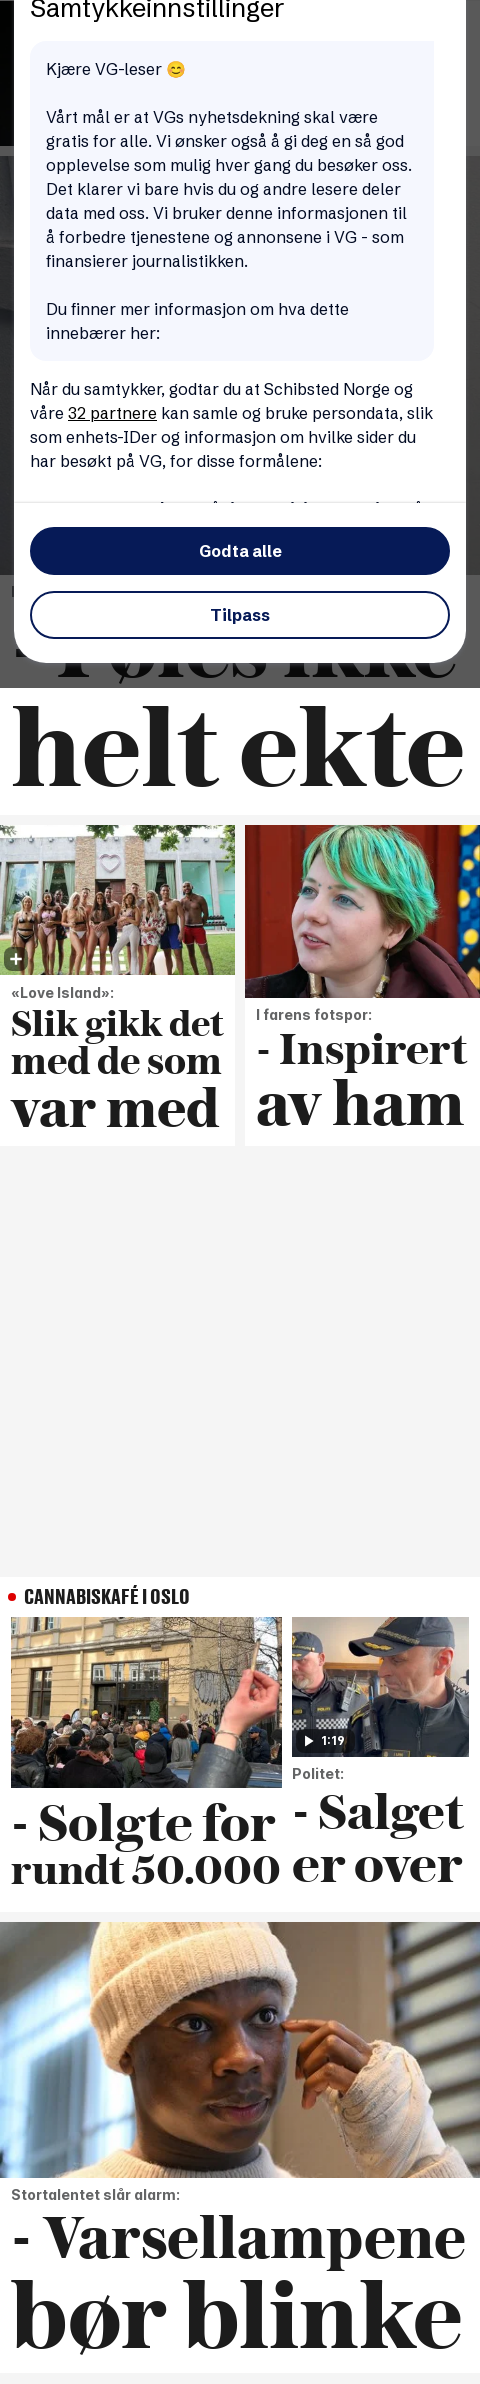 Samtykkeinnstillinger
Kjære VG-leser 😊
Vårt mål er at VGs nyhetsdekning skal være
gratis for alle. Vi ønsker også å gi deg en så god
opplevelse som mulig hver gang du besøker oss.
Det klarer vi bare hvis du og andre lesere deler
data med oss. Vi bruker denne informasjonen til
å forbedre tjenestene og annonsene i VG - som
finansierer journalistikken.
Du finner mer informasjon om hva dette
innebærer her:
Når du samtykker, godtar du at Schibsted Norge og
våre 32 partnere kan samle og bruke persondata, slik
som enhets-IDer og informasjon om hvilke sider du
har besøkt på VG, for disse formålene:
Godta alle
Tilpass
- Føles ikke
helt ekte
«Love Island»:
Slik gikk det
med de som
var med
I farens fotspor:
- Inspirert
av ham
CANNABISKAFÉ I OSLO
- Solgte for
rundt 50.000
1:19
Politet:
- Salget
er over
Stortalentet slår alarm:
- Varsellampene
bør blinke